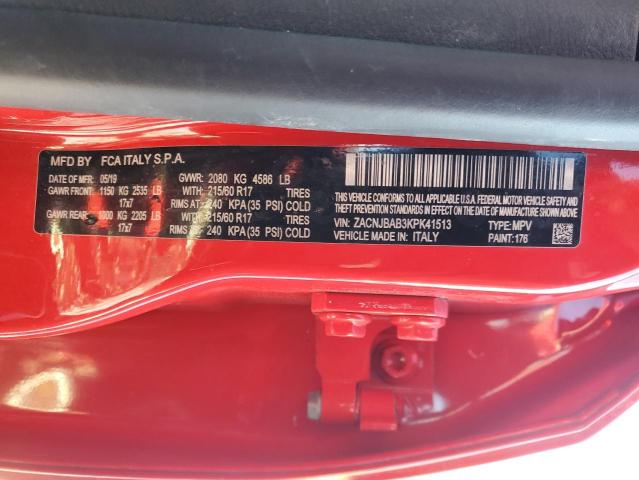 MFD BY FCA ITALY S.P.A.
DATE OF MFR 05/19 GVWR: 2080 KG 4586 LB
GAWR FRONT: 1150 KG 2535 LB WITH 215/60 R17 TIRES
17x7 RIMS AT 240 KPA (35 PSI) COLD
GAWR REAR: 1000 KG 2205 LB WITH 215/60 R17 TIRES
17x7 RIMS AT 240 KPA (35 PSI) COLD
THIS VEHICLE CONFORMS TO ALL APPLICABLE U.S.A. FEDERAL MOTOR
VEHICLE SAFETY, BUMPER AND THEFT PREVENTION STANDARDS IN
EFFECT ON THE DATE OF MANUFACTURE SHOWN ABOVE.
VIN: ZACNJBAB3KPK41513 TYPE: MPV
VEHICLE MADE IN: ITALY PAINT: 176